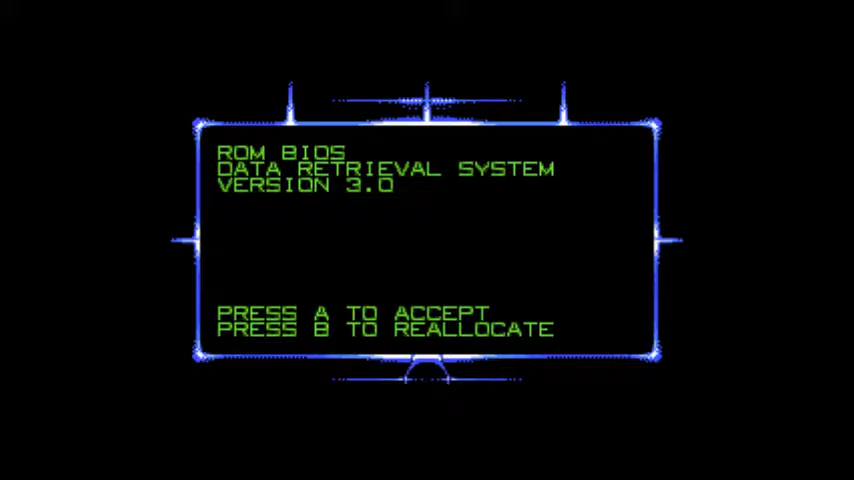 ROM BIOS
DATA RETRIEVAL SYSTEM
VERSION 3.0
PRESS A TO ACCEPT
PRESS B TO REALLOCATE